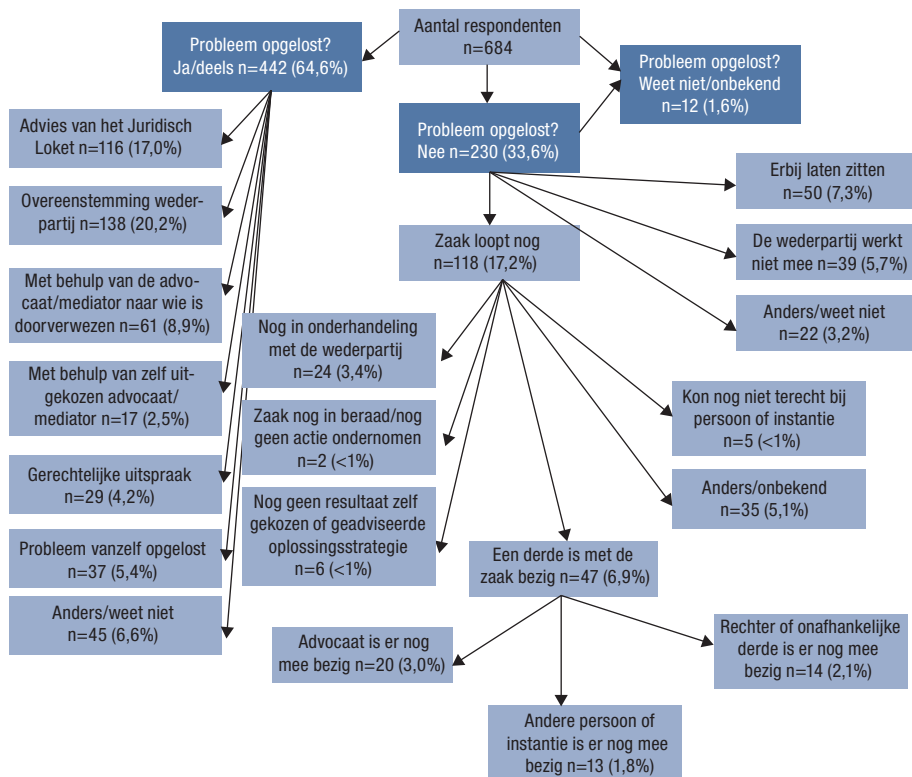 Aantal respondenten
n=684
Probleem opgelost?
Ja/deels n=442 (64,6%)
Probleem opgelost?
Weet niet/onbekend
n=12 (1,6%)
Probleem opgelost?
Nee n=230 (33,6%)
Advies van het Juridisch
Loket n=116 (17,0%)
Overeenstemming weder-
partij n=138 (20,2%)
Met behulp van de advo-
caat/mediator naar wie is
doorverwezen n=61 (8,9%)
Met behulp van zelf uit-
gekozen advocaat/
mediator n=17 (2,5%)
Gerechtelijke uitspraak
n=29 (4,2%)
Probleem vanzelf opgelost
n=37 (5,4%)
Anders/weet niet
n=45 (6,6%)
Erbij laten zitten
n=50 (7,3%)
De wederpartij werkt
niet mee n=39 (5,7%)
Anders/weet niet
n=22 (3,2%)
Zaak loopt nog
n=118 (17,2%)
Nog in onderhandeling
met de wederpartij
n=24 (3,4%)
Zaak nog in beraad/nog
geen actie ondernomen
n=2 (<1%)
Nog geen resultaat zelf
gekozen of geadviseerde
oplossingsstrategie
n=6 (<1%)
Kon nog niet terecht bij
persoon of instantie
n=5 (<1%)
Anders/onbekend
n=35 (5,1%)
Een derde is met de
zaak bezig n=47 (6,9%)
Advocaat is er nog
mee bezig n=20 (3,0%)
Andere persoon of
instantie is er nog mee
bezig n=13 (1,8%)
Rechter of onafhankelijke
derde is er nog mee
bezig n=14 (2,1%)